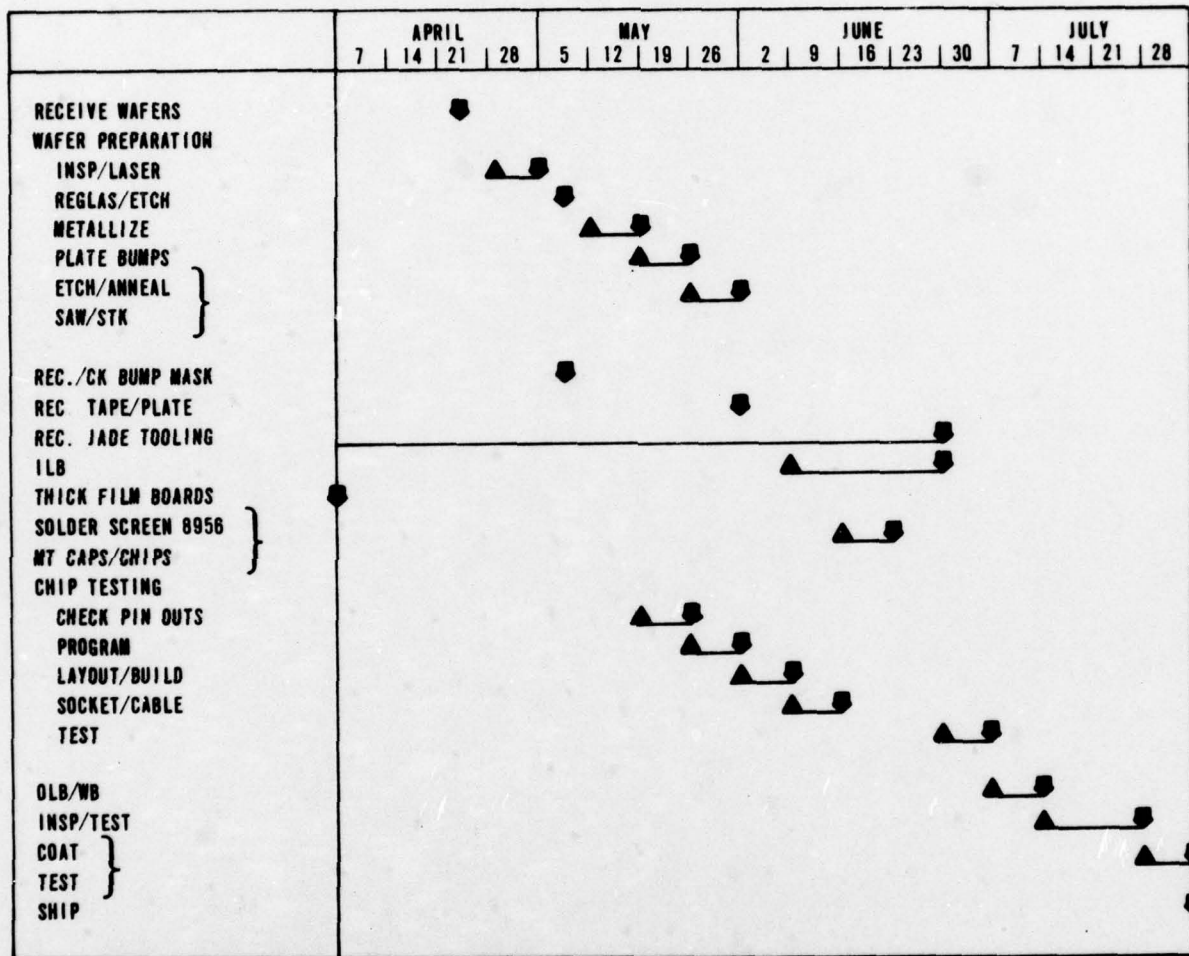 APRIL MAY JUNE JULY
7 | 14 | 21 | 28 | 5 | 12 | 19 | 26 | 2 | 9 | 16 | 23 | 30 | 7 | 14 | 21 | 28
RECEIVE WAFERS
WAFER PREPARATION
INSP/LASER
REGLAS/ETCH
METALLIZE
PLATE BUMPS
ETCH/ANNEAL
SAW/STK
REC./CK BUMP MASK
REC TAPE/PLATE
REC. JADE TOOLING
ILB
THICK FILM BOARDS
SOLDER SCREEN 8956
MT CAPS/CHIPS
CHIP TESTING
CHECK PIN OUTS
PROGRAM
LAYOUT/BUILD
SOCKET/CABLE
TEST
OLB/WB
INSP/TEST
COAT
TEST
SHIP